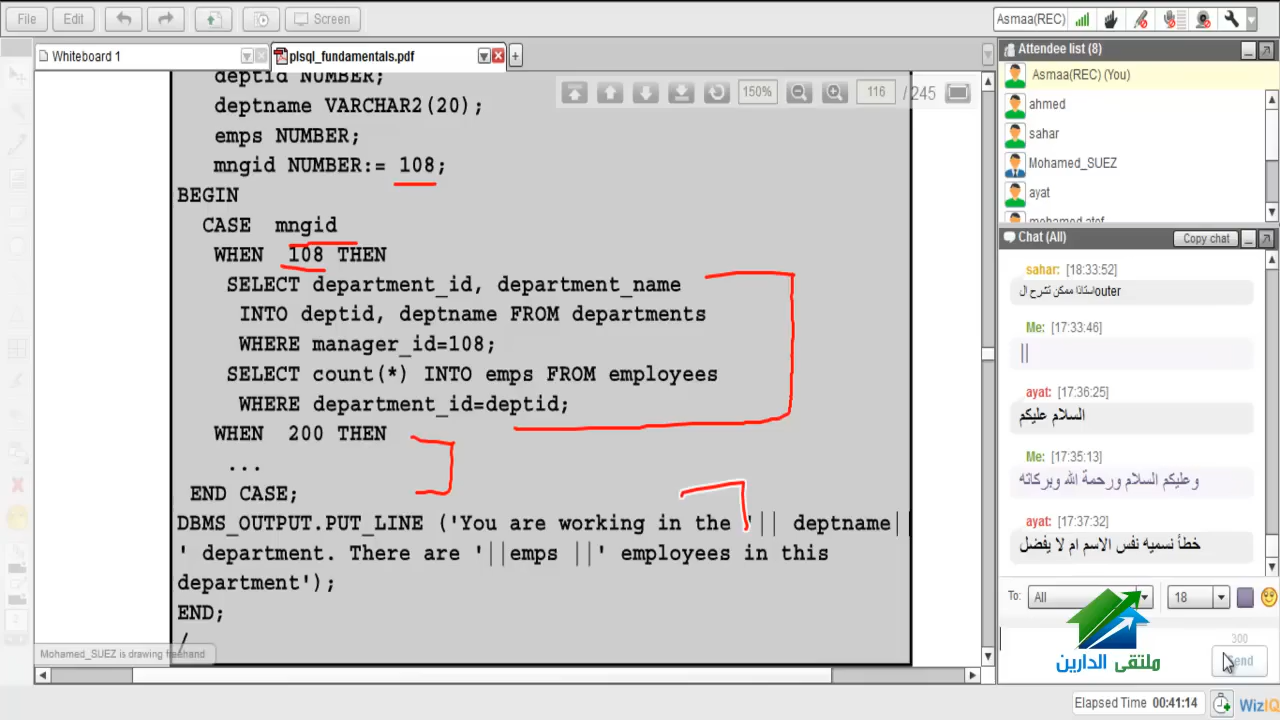 File
Edit
Screen
Asmaa(REC)
Whiteboard 1
plsql_fundamentals.pdf
150%
116
/ 245
deptid NUMBER;
deptname VARCHAR2(20);
emps NUMBER;
mngid NUMBER:= 108;
BEGIN
CASE mngid
WHEN 108 THEN
SELECT department_id, department_name
INTO deptid, deptname FROM departments
WHERE manager_id=108;
SELECT count(*) INTO emps FROM employees
WHERE department_id=deptid;
WHEN 200 THEN
...
END CASE;
DBMS_OUTPUT.PUT_LINE ('You are working in the '|| deptname|
' department. There are '||emps ||' employees in this
department');
END;
/
Mohamed_SUEZ is drawing freehand
Attendee list (8)
Asmaa(REC) (You)
ahmed
sahar
Mohamed_SUEZ
ayat
mohamed atef
Chat (All)
Copy chat
sahar: [18:33:52]
استاذا ممكن تشرح الouter
Me: [17:33:46]
||
ayat: [17:36:25]
السلام عليكم
Me: [17:35:13]
وعليكم السلام ورحمة الله وبركاته
ayat: [17:37:32]
خطأ نسميه نفس الاسم ام لا يفضل
To: All
18
300
Send
ملتقى الدارين
Elapsed Time 00:41:14
WizIQ